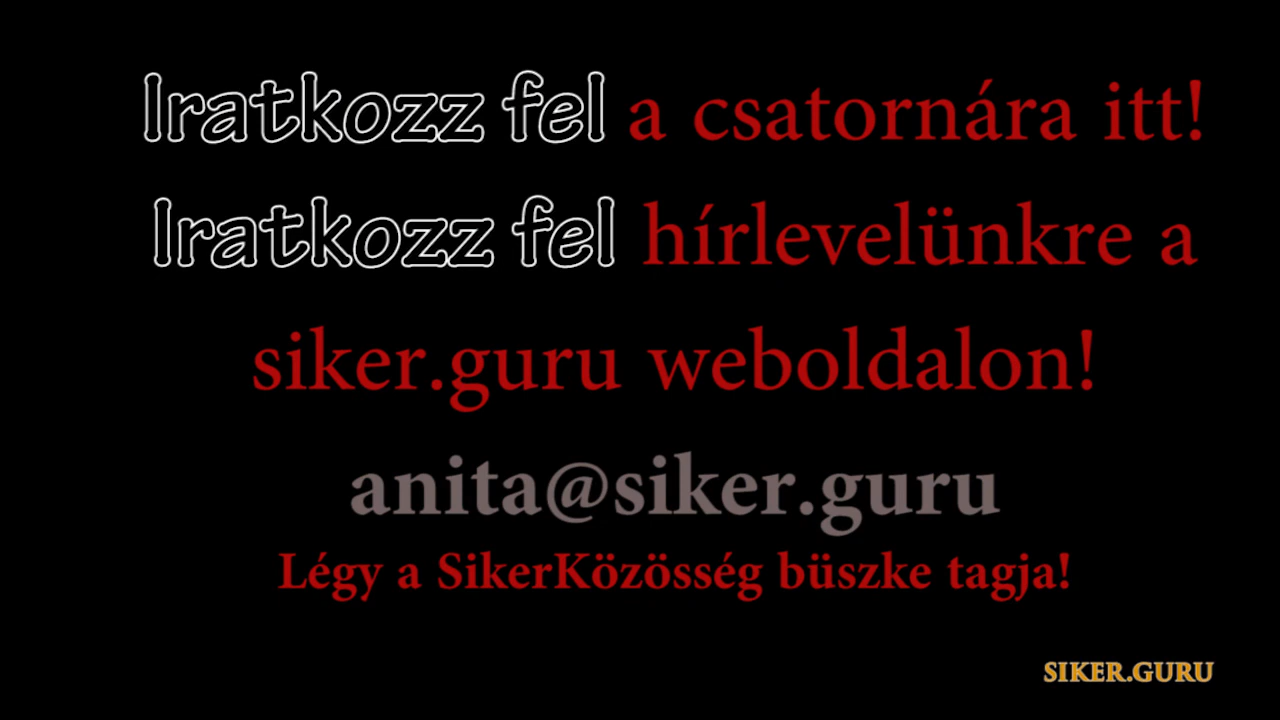 Iratkozz fel a csatornára itt!
Iratkozz fel hírlevelünkre a
siker.guru weboldalon!
anita@siker.guru
Légy a SikerKözösség büszke tagja!
SIKER.GURU